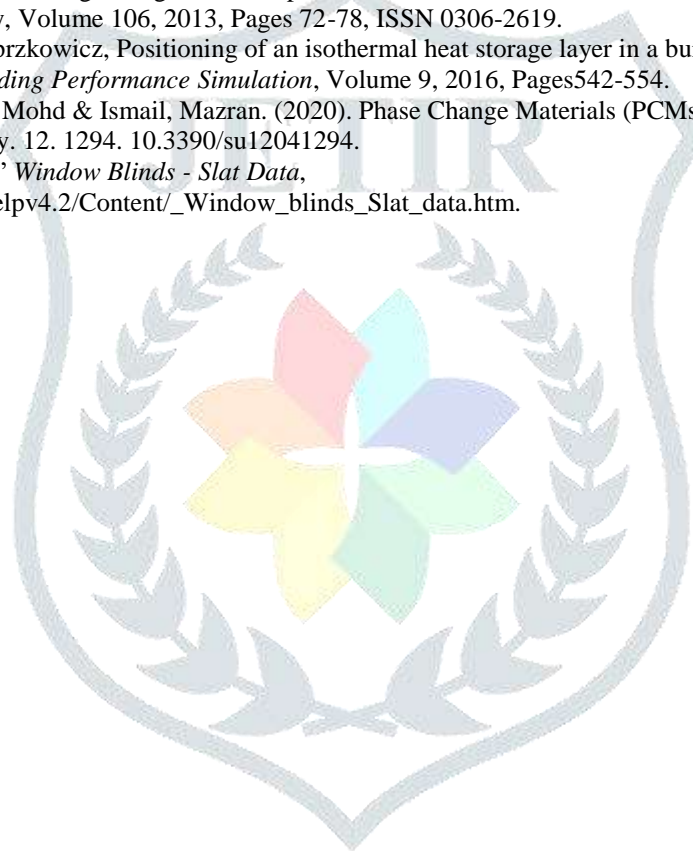 y, Volume 106, 2013, Pages 72-78, ISSN 0306-2619.
orzkowicz, Positioning of an isothermal heat storage layer in a bu
ding Performance Simulation, Volume 9, 2016, Pages542-554.
Mohd & Ismail, Mazran. (2020). Phase Change Materials (PCMs
y. 12. 1294. 10.3390/su12041294.
” Window Blinds - Slat Data,
elpv4.2/Content/_Window_blinds_Slat_data.htm.
JETIR